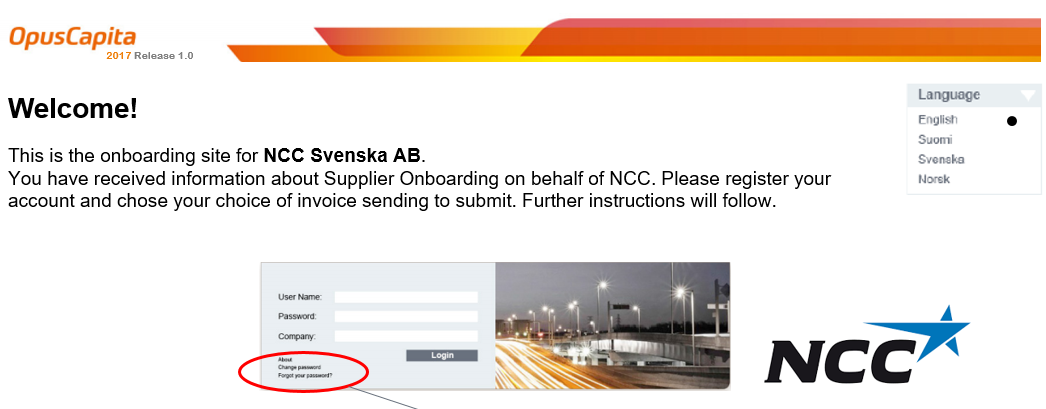 OpusCapita
2017 Release 1.0
Language
Welcome!
English
Suomi
Svenska
Norsk
This is the onboarding site for NCC Svenska AB.
You have received information about Supplier Onboarding on behalf of NCC. Please register your
account and chose your choice of invoice sending to submit. Further instructions will follow.
User Name:
Password:
Company:
Login
About
Change password
Forgot your password?
NCC